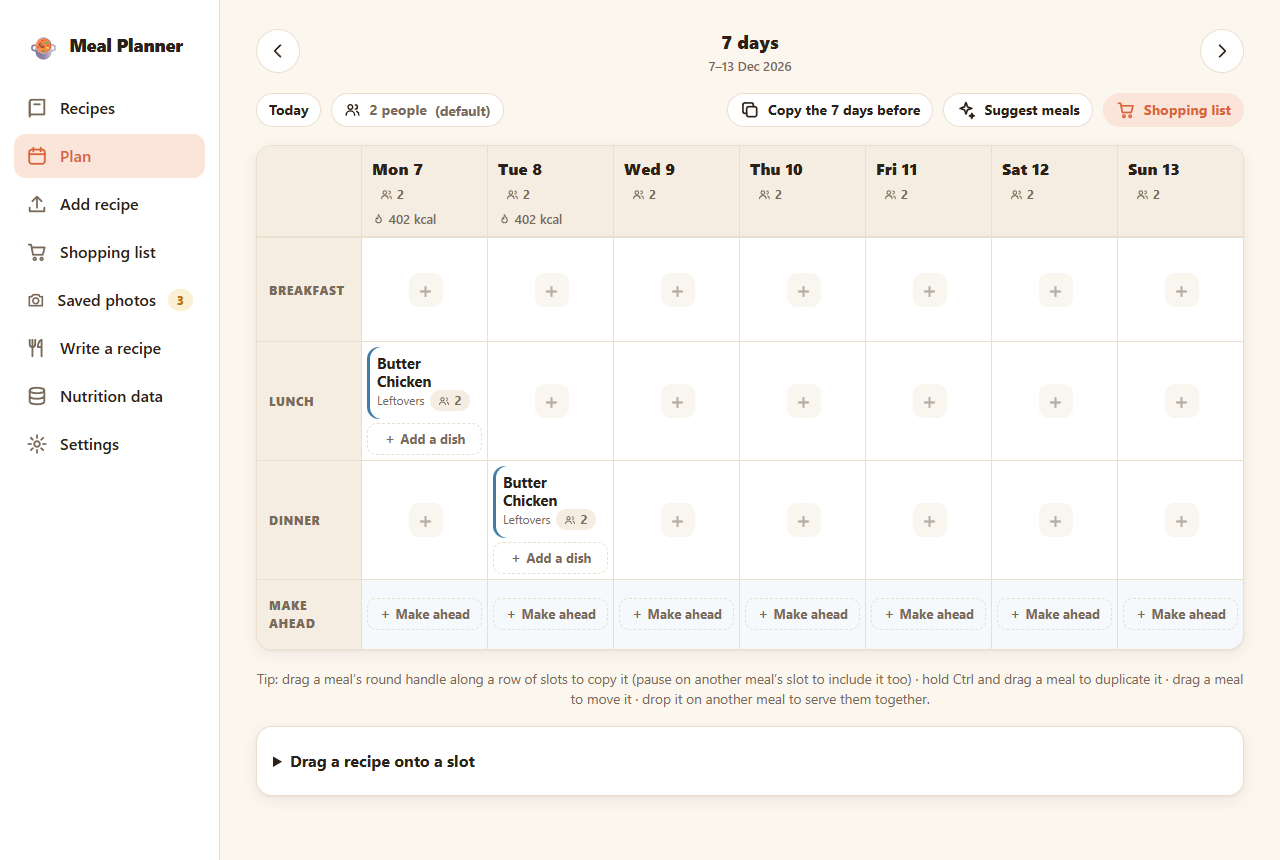 Meal Planner
Recipes
Plan
Add recipe
Shopping list
Saved photos 3
Write a recipe
Nutrition data
Settings
7 days
7–13 Dec 2026
Today
2 people (default)
Copy the 7 days before
Suggest meals
Shopping list
Mon 7
2
402 kcal
Tue 8
2
402 kcal
Wed 9
2
Thu 10
2
Fri 11
2
Sat 12
2
Sun 13
2
BREAKFAST
+ + + + + + +
LUNCH
Butter
Chicken
Leftovers 2
+ Add a dish
+ + + + + +
DINNER
+
Butter
Chicken
Leftovers 2
+ Add a dish
+ + + + +
MAKE
AHEAD
+ Make ahead
+ Make ahead
+ Make ahead
+ Make ahead
+ Make ahead
+ Make ahead
+ Make ahead
Tip: drag a meal's round handle along a row of slots to copy it (pause on another meal's slot to include it too) · hold Ctrl and drag a meal to duplicate it · drag a meal
to move it · drop it on another meal to serve them together.
Drag a recipe onto a slot